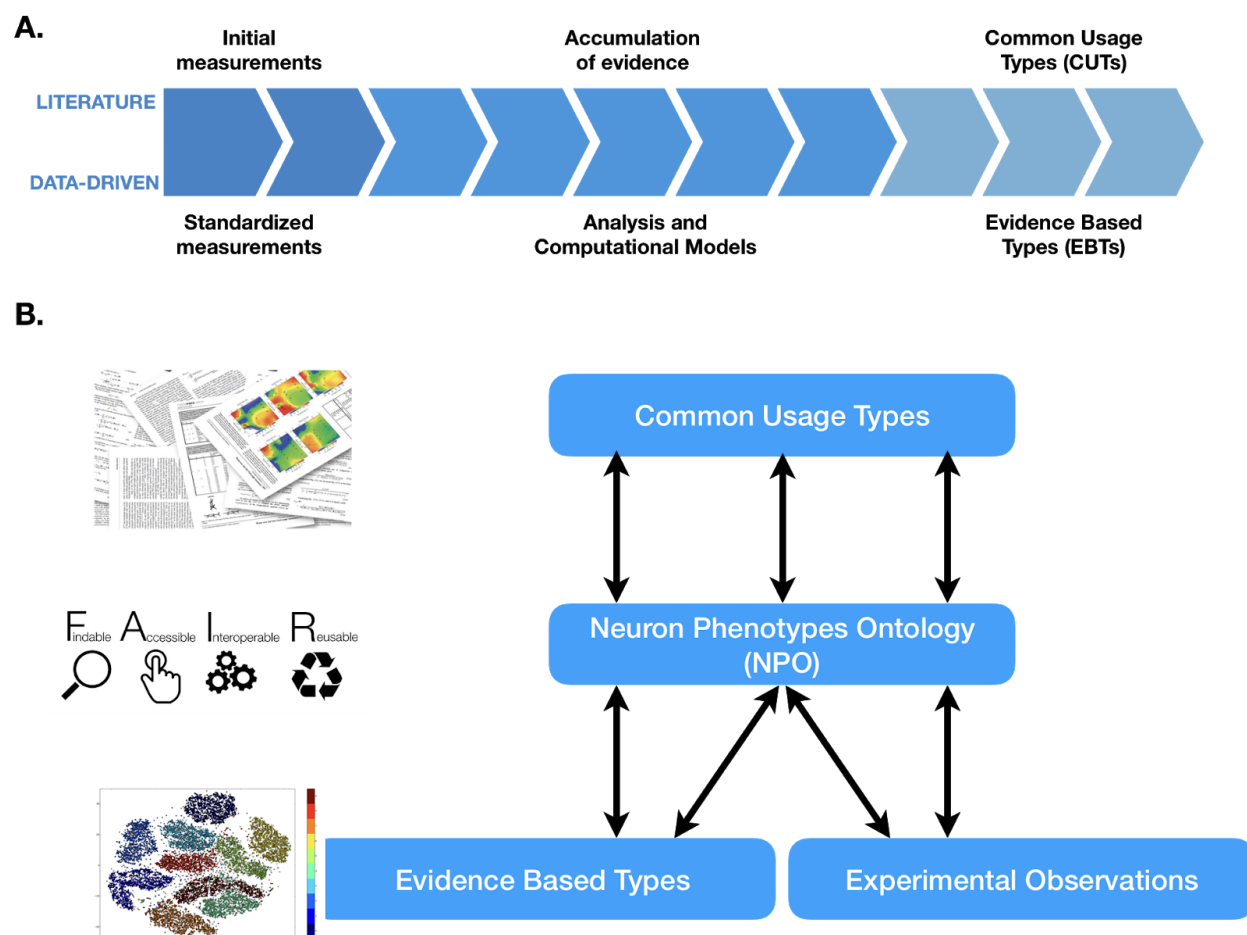 A.
Initial
measurements
Accumulation
of evidence
Common Usage
Types (CUTs)
LITERATURE
DATA-DRIVEN
Standardized
measurements
Analysis and
Computational Models
Evidence Based
Types (EBTs)
B.
Common Usage Types
Findable Accessible Interoperable Reusable
Neuron Phenotypes Ontology
(NPO)
Evidence Based Types
Experimental Observations